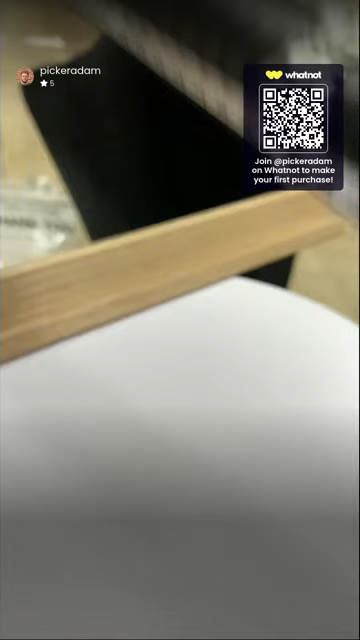 pickeradam
★ 5
whatnot
Join @pickeradam
on Whatnot to make
your first purchase!